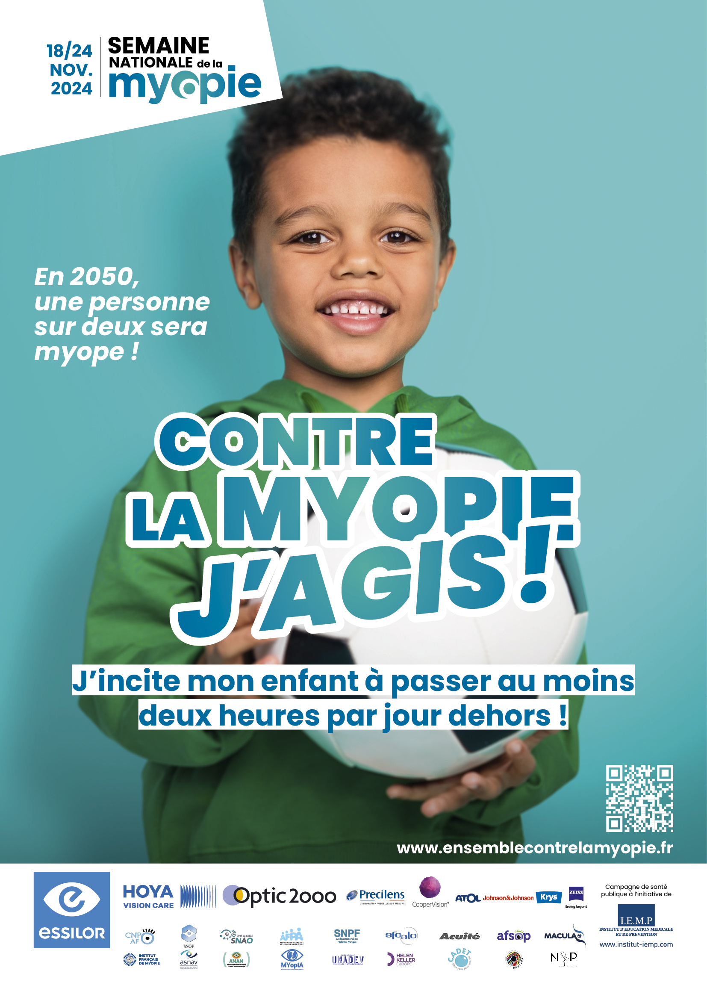 18/24
NOV.
2024
SEMAINE
NATIONALE de la
myopie
En 2050,
une personne
sur deux sera
myope !
CONTRE
LA MYOPIE
J'AGIS !
J'incite mon enfant à passer au moins
deux heures par jour dehors !
www.ensemblecontrelamyopie.fr
essilor
HOYA
VISION CARE
Optic 2000
Precilens
L'INNOVATION VISUELLE SUR MESURE
CooperVision®
ATOL
Johnson&Johnson
Krys
ZEISS
Seeing beyond
Campagne de santé
publique à l'initiative de
I.E.M.P
INSTITUT D'EDUCATION MEDICALE
ET DE PREVENTION
www.institut-iemp.com
CNP
AF
SNOF
Orthoptistes
SNAO
AFPA
ASSOCIATION FRANÇAISE
DE PÉDIATRIE AMBULATOIRE
SNPF
Syndicat National des
Pédiatres Français
sfoalc
Acuité
afsop
MACULA
INSTITUT
FRANÇAIS
DE MYOPIE
asnav
AMAM
MYopiA
UNADEV
HELEN
KELLER
EUROPE
CADET